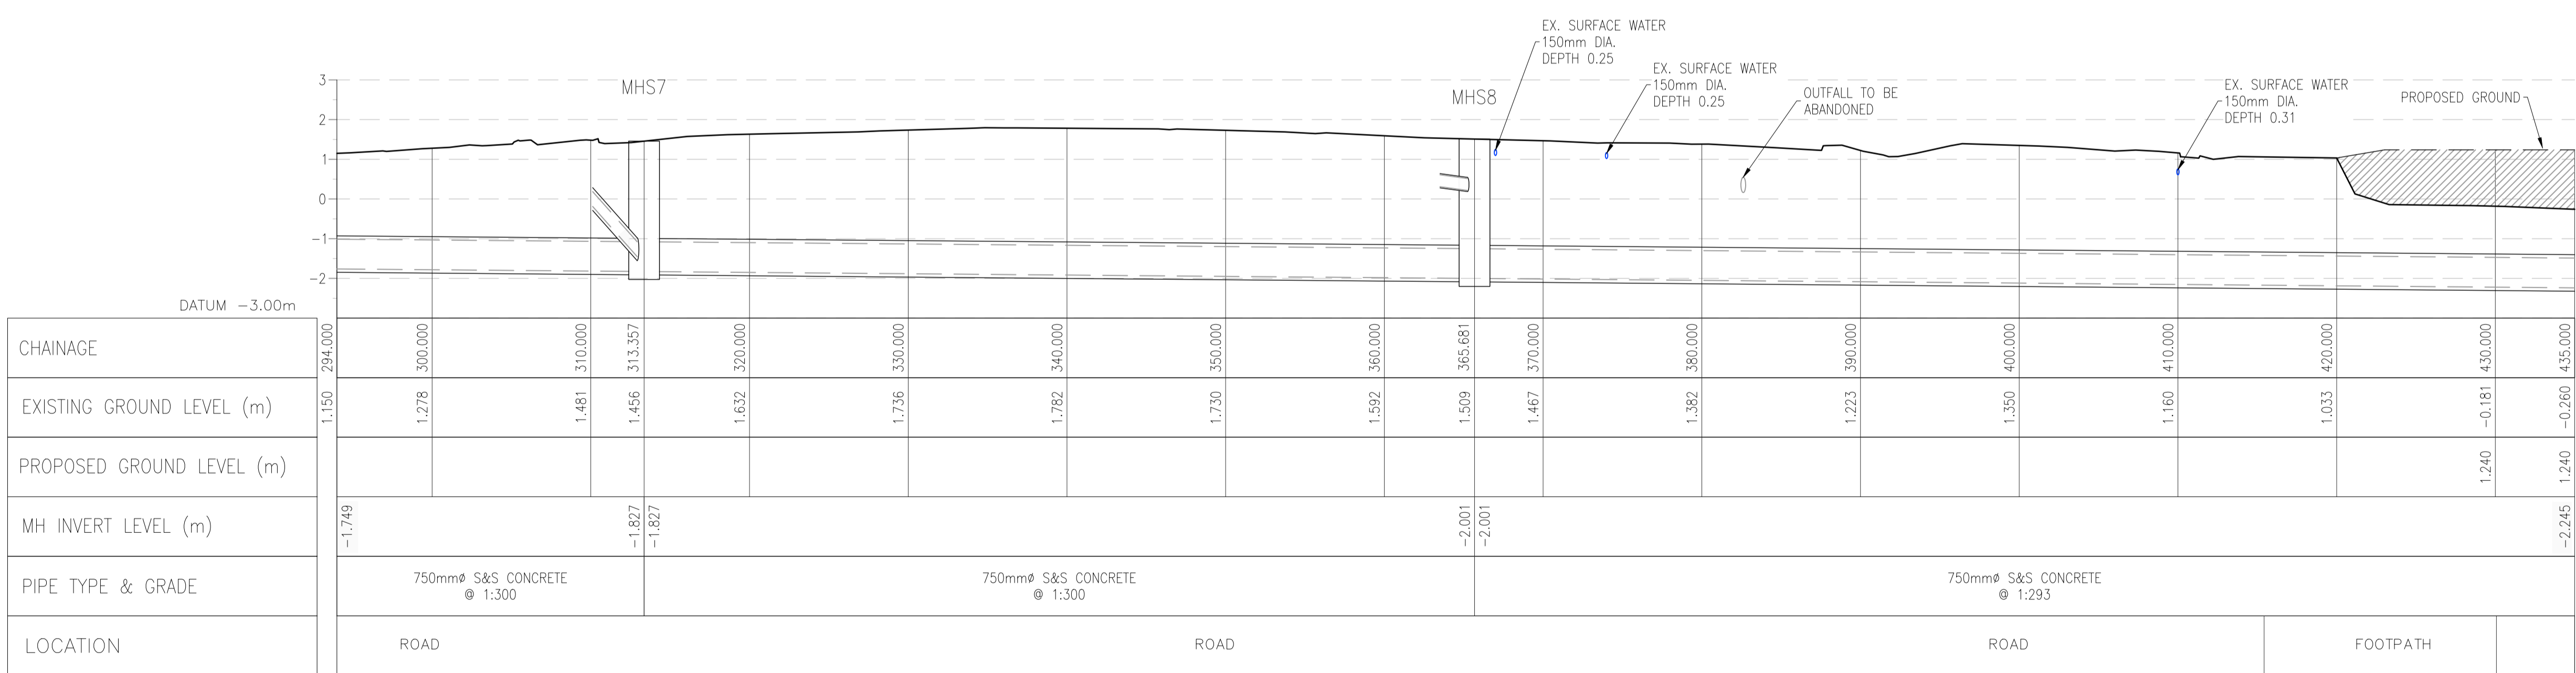 EX. SURFACE WATER
150mm DIA.
DEPTH 0.25
EX. SURFACE WATER
150mm DIA.
DEPTH 0.25
OUTFALL TO BE
ABANDONED
EX. SURFACE WATER
150mm DIA.
DEPTH 0.31
PROPOSED GROUND
MHS7
MHS8
3
2
1
0
-1
-2
DATUM -3.00m
CHAINAGE
294.000 300.000 310.000 313.357 320.000 330.000 340.000 350.000 360.000 365.681 370.000 380.000 390.000 400.000 410.000 420.000 430.000 435.000
EXISTING GROUND LEVEL (m)
1.150 1.278 1.481 1.456 1.632 1.736 1.782 1.730 1.592 1.509 1.467 1.382 1.223 1.350 1.160 1.033 -0.181 -0.260
PROPOSED GROUND LEVEL (m)
1.240 1.240
MH INVERT LEVEL (m)
-1.749 -1.827 -1.827 -2.001 -2.001 -2.245
PIPE TYPE & GRADE
750mmø S&S CONCRETE
@ 1:300
750mmø S&S CONCRETE
@ 1:300
750mmø S&S CONCRETE
@ 1:293
LOCATION
ROAD
ROAD
ROAD
FOOTPATH